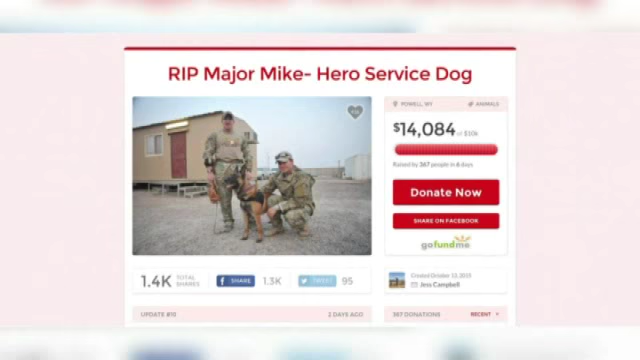 RIP Major Mike- Hero Service Dog
POWELL, WY
ANIMALS
$14,084 of $10k
Raised by 367 people in 6 days
Donate Now
SHARE ON FACEBOOK
gofundme
1.4K TOTAL SHARES
SHARE 1.3K
TWEET 95
Created October 13, 2015
Jess Campbell
UPDATE #10
2 DAYS AGO
367 DONATIONS
RECENT